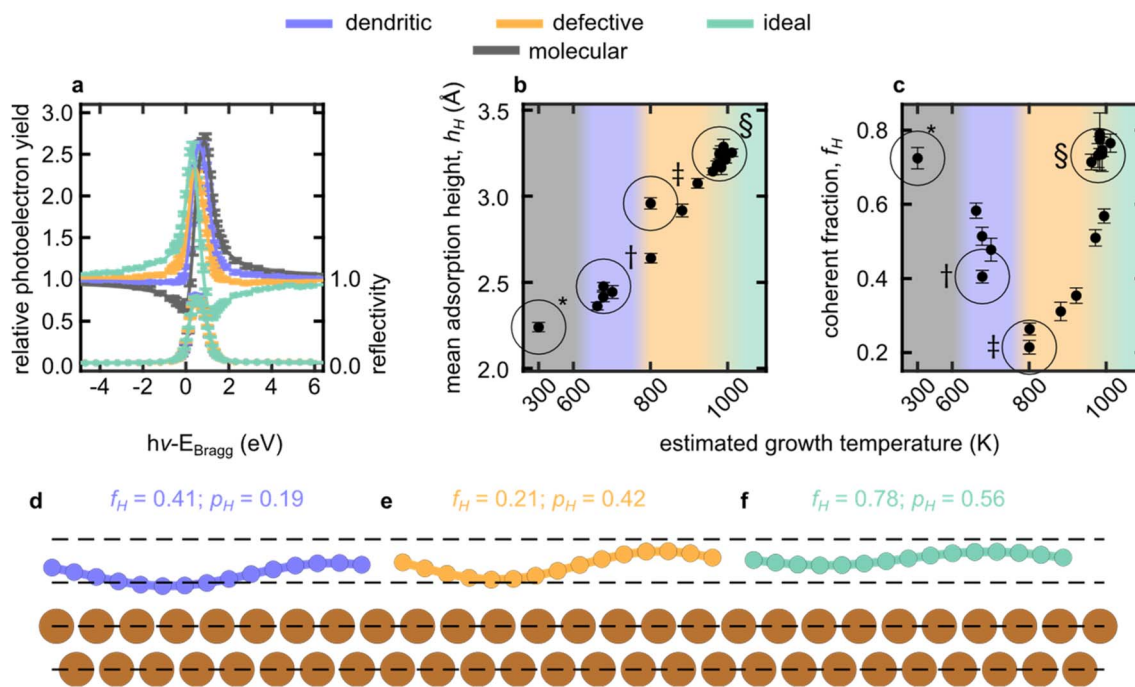 dendritic defective ideal
molecular
a b c
relative photoelectron yield
3.0
2.5
2.0
1.5
1.0 1.0
0.5
0.0 0.0
reflectivity
-4 -2 0 2 4 6
hν-E_Bragg (eV)
mean adsorption height, h_H (Å)
3.5
3.0
2.5
2.0
* † ‡ §
300 600 800 1000
coherent fraction, f_H
0.8
0.6
0.4
0.2
* § † ‡
300 600 800 1000
estimated growth temperature (K)
d f_H = 0.41; p_H = 0.19 e f_H = 0.21; p_H = 0.42 f f_H = 0.78; p_H = 0.56